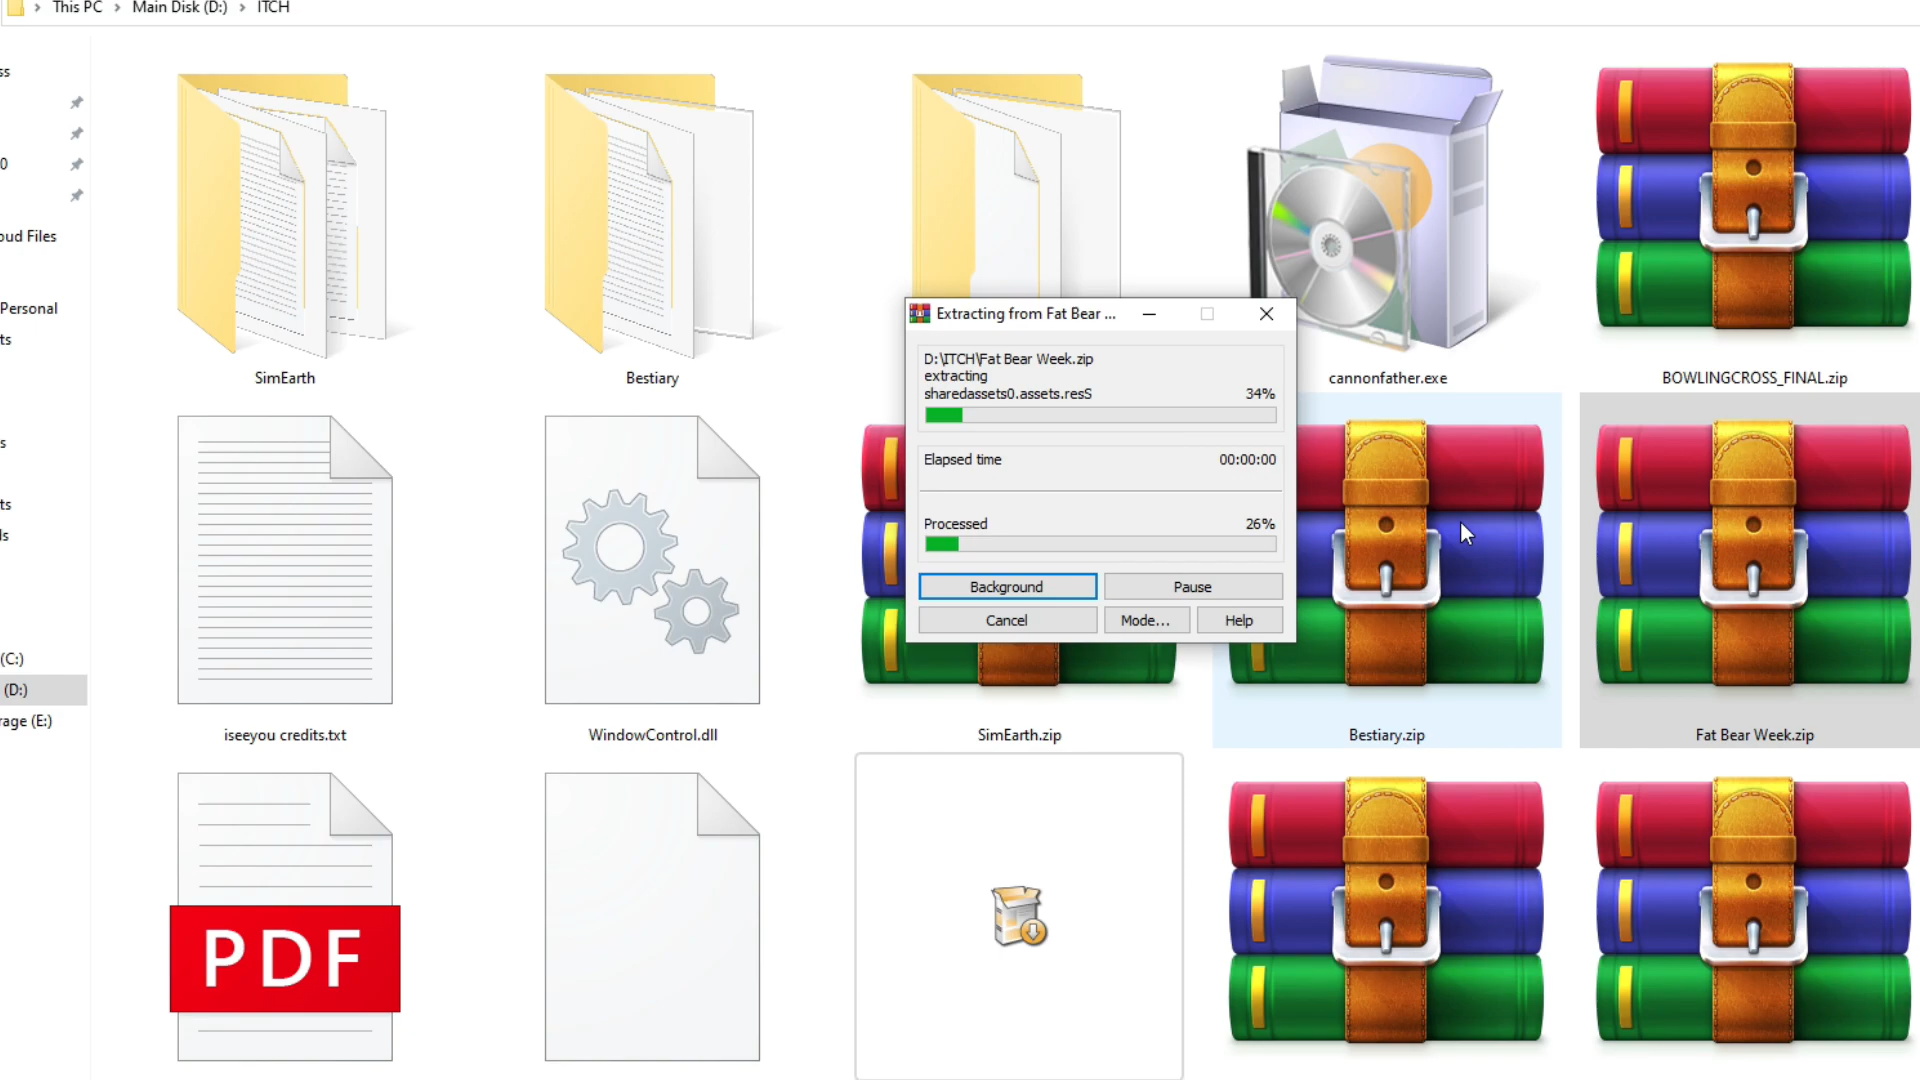 This PC > Main Disk (D:) > ITCH
ss
0
oud Files
Personal
ts
s
ts
ls
(C:)
(D:)
rage (E:)
SimEarth
Bestiary
cannonfather.exe
BOWLINGCROSS_FINAL.zip
Extracting from Fat Bear ...
D:\ITCH\Fat Bear Week.zip
extracting
sharedassets0.assets.resS 34%
Elapsed time 00:00:00
Processed 26%
Background Pause
Cancel Mode... Help
iseeyou credits.txt
WindowControl.dll
SimEarth.zip
Bestiary.zip
Fat Bear Week.zip
PDF